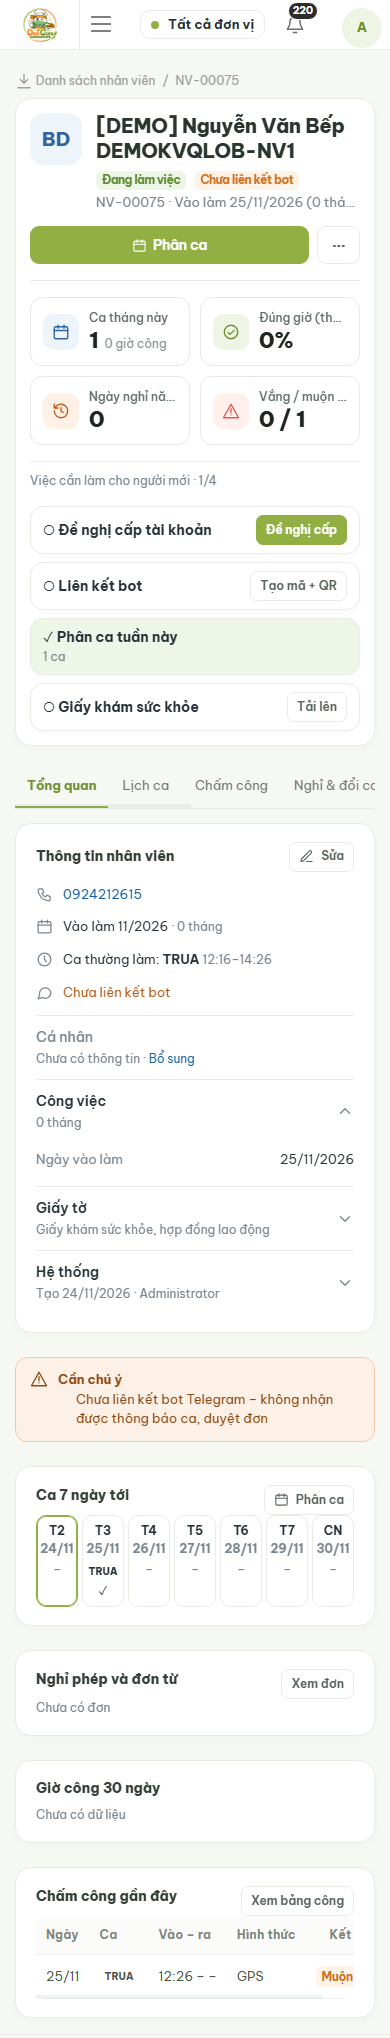 Tất cả đơn vị
220
A
Danh sách nhân viên / NV-00075
BD
[DEMO] Nguyễn Văn Bếp
DEMOKVQLOB-NV1
Đang làm việc Chưa liên kết bot
NV-00075 · Vào làm 25/11/2026 (0 thá...
Phân ca
...
Ca tháng này
1 0 giờ công
Đúng giờ (th...
0%
Ngày nghỉ nă...
0
Vắng / muộn ...
0 / 1
Việc cần làm cho người mới · 1/4
○ Đề nghị cấp tài khoản
Đề nghị cấp
○ Liên kết bot
Tạo mã + QR
✓ Phân ca tuần này
1 ca
○ Giấy khám sức khỏe
Tải lên
Tổng quan Lịch ca Chấm công Nghỉ & đổi ca
Thông tin nhân viên
Sửa
0924212615
Vào làm 11/2026 · 0 tháng
Ca thường làm: TRUA 12:16–14:26
Chưa liên kết bot
Cá nhân
Chưa có thông tin · Bổ sung
Công việc
0 tháng
Ngày vào làm 25/11/2026
Giấy tờ
Giấy khám sức khỏe, hợp đồng lao động
Hệ thống
Tạo 24/11/2026 · Administrator
Cần chú ý
Chưa liên kết bot Telegram – không nhận
được thông báo ca, duyệt đơn
Ca 7 ngày tới
Phân ca
T2 T3 T4 T5 T6 T7 CN
24/11 25/11 26/11 27/11 28/11 29/11 30/11
– TRUA – – – – –
✓
Nghỉ phép và đơn từ
Xem đơn
Chưa có đơn
Giờ công 30 ngày
Chưa có dữ liệu
Chấm công gần đây
Xem bảng công
Ngày Ca Vào – ra Hình thức Kết
25/11 TRUA 12:26 – – GPS Muộn